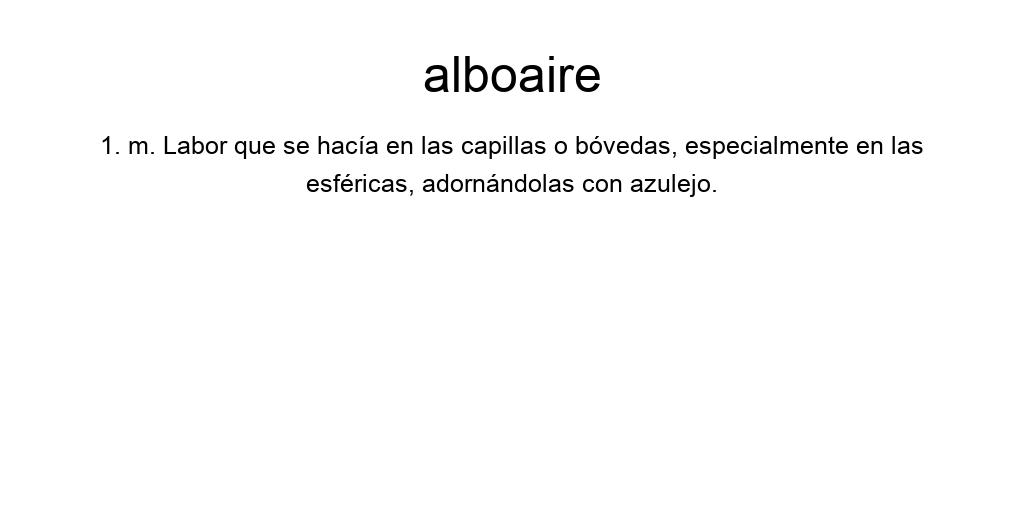 alboaire
1. m. Labor que se hacía en las capillas o bóvedas, especialmente en las
esféricas, adornándolas con azulejo.